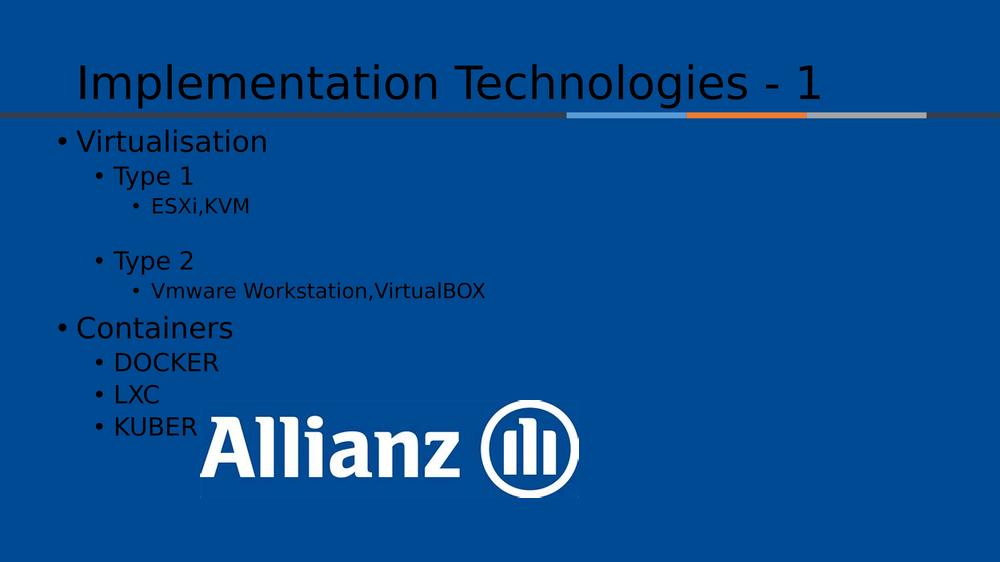 Implementation Technologies - 1
• Virtualisation
• Type 1
• ESXi,KVM
• Type 2
• Vmware Workstation,VirtualBOX
• Containers
• DOCKER
• LXC
• KUBER
Allianz